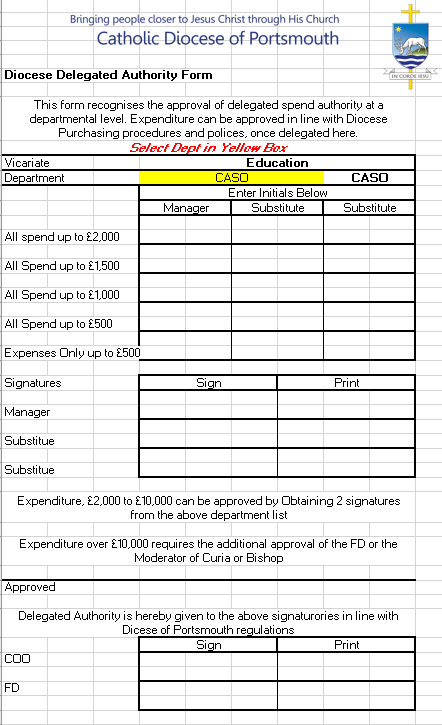 Bringing people closer to Jesus Christ through His Church
Catholic Diocese of Portsmouth
IN CORDE IESU
Diocese Delegated Authority Form
This form recognises the approval of delegated spend authority at a
departmental level. Expenditure can be approved in line with Diocese
Purchasing procedures and polices, once delegated here.
Select Dept in Yellow Box
Vicariate Education
Department CASO CASO
Enter Initials Below
Manager Substitute Substitute
All spend up to £2,000
All Spend up to £1,500
All Spend up to £1,000
All Spend up to £500
Expenses Only up to £500
Signatures Sign Print
Manager
Substitue
Substitue
Expenditure, £2,000 to £10,000 can be approved by Obtaining 2 signatures
from the above department list
Expenditure over £10,000 requires the additional approval of the FD or the
Moderator of Curia or Bishop
Approved
Delegated Authority is hereby given to the above signaturories in line with
Dicese of Portsmouth regulations
Sign Print
COO
FD